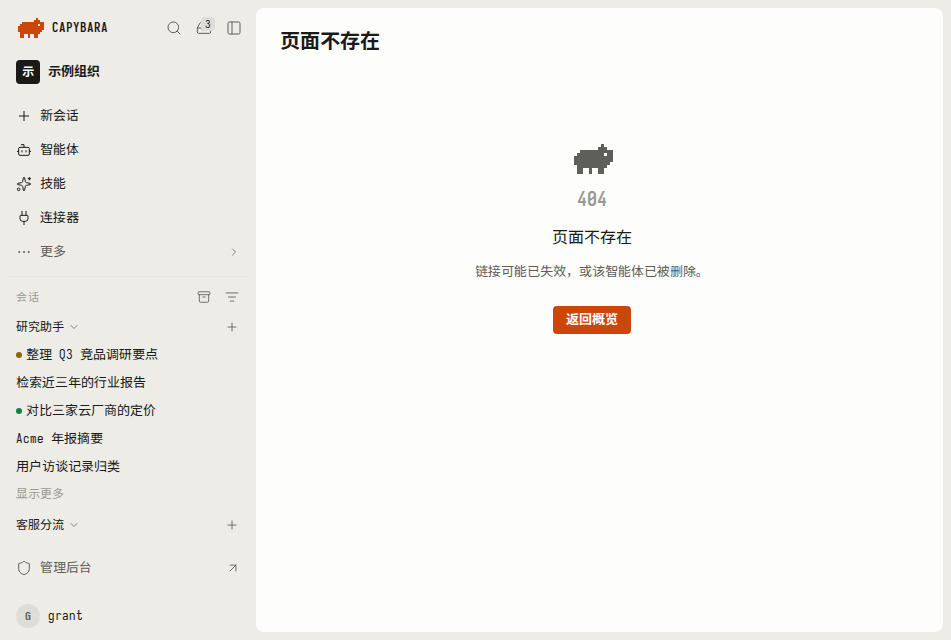 CAPYBARA
3
示 示例组织
新会话
智能体
技能
连接器
更多
会话
研究助手
整理 Q3 竞品调研要点
检索近三年的行业报告
对比三家云厂商的定价
Acme 年报摘要
用户访谈记录归类
显示更多
客服分流
管理后台
G grant
页面不存在
404
页面不存在
链接可能已失效，或该智能体已被删除。
返回概览